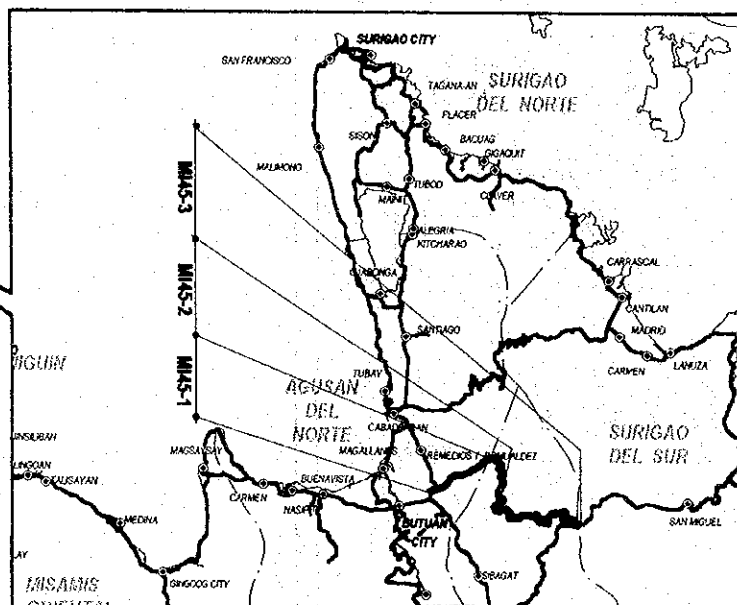 SURIGAO CITY
SAN FRANCISCO
SURIGAO
DEL NORTE
TAGANA-AN
PLACER
SISON
BACUAG
GIGAQUIT
MALIMONO
TUBOD
CLAVER
MAINIT
MI45-3
ALEGRIA
KITCHARAO
CARRASCAL
CANTILAN
MI45-2
SANTIAGO
MADRID
CARMEN
LANUZA
TUBAY
MI45-1
AGUSAN
DEL
NORTE
SURIGAO
DEL SUR
MAGALLANES
REMEDIOS T.
MAGSAYSAY
LINGOAN
TALISAYAN
CARMEN
BUENAVISTA
NASIPIT
MEDINA
BUTUAN
CITY
SAN MIGUEL
GINGOOG CITY
SIBAGAT
MISAMIS
ORIENTAL